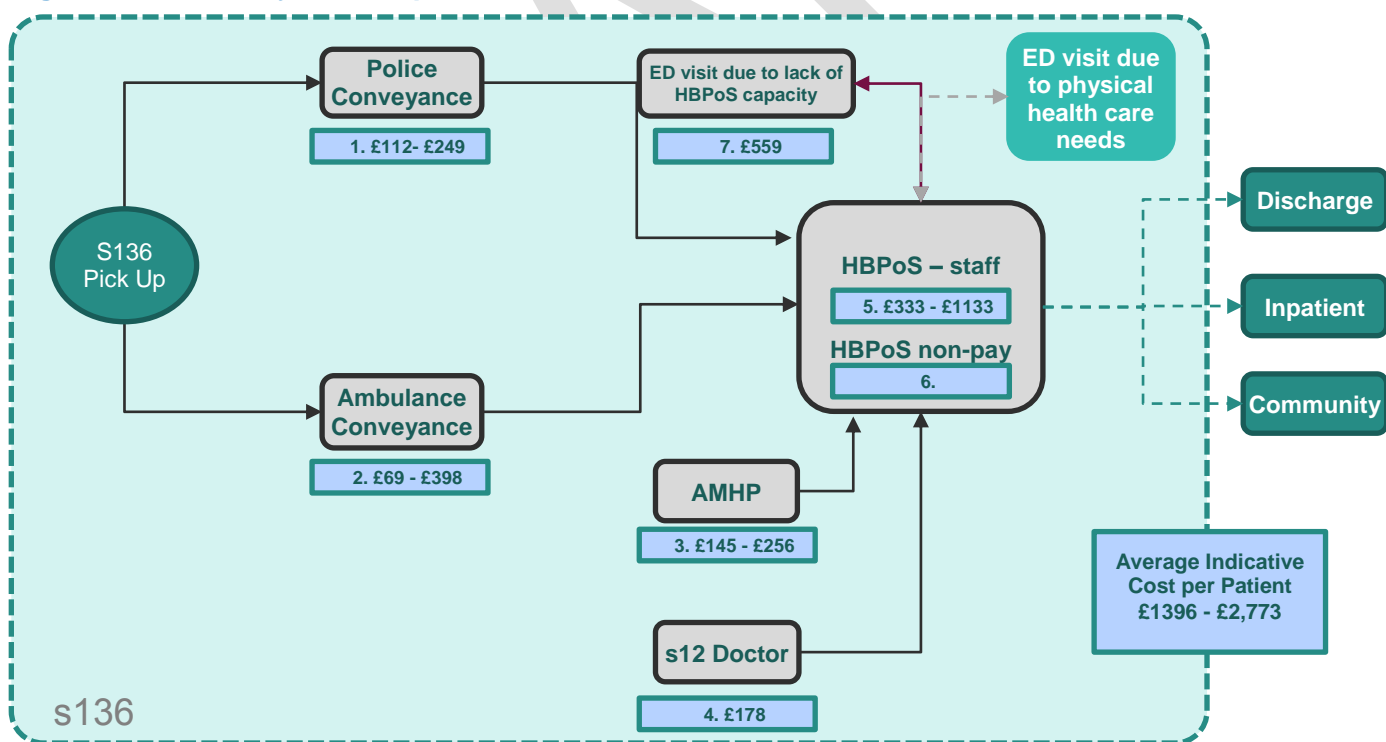 Police
Conveyance
1. £112- £249
ED visit due to lack of
HBPoS capacity
7. £559
ED visit due
to physical
health care
needs
S136
Pick Up
HBPoS – staff
5. £333 - £1133
HBPoS non-pay
6.
Discharge
Inpatient
Community
Ambulance
Conveyance
2. £69 - £398
AMHP
3. £145 - £256
s12 Doctor
4. £178
Average Indicative
Cost per Patient
£1396 - £2,773
s136